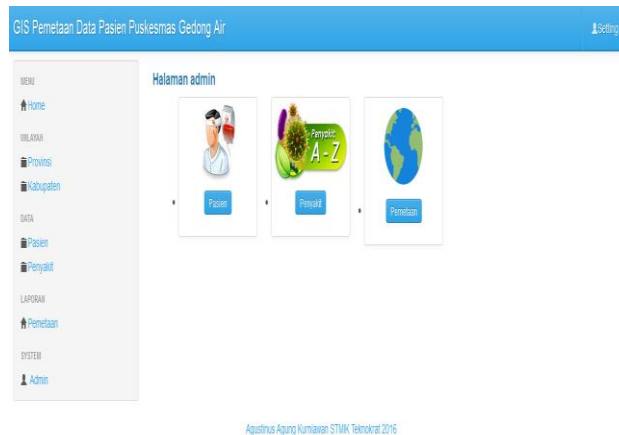 GIS Pemetaan Data Pasien Puskesmas Gedong Air
Setting
MENU
Home
WILAYAH
Provinsi
Kabupaten
DATA
Pasien
Penyakit
LAPORAN
Pemetaan
SYSTEM
Admin
Halaman admin
Penyakit
A - Z
Pasien
Penyakit
Pemetaan
Agustinus Agung Kurniawan STMIK Teknokrat 2016